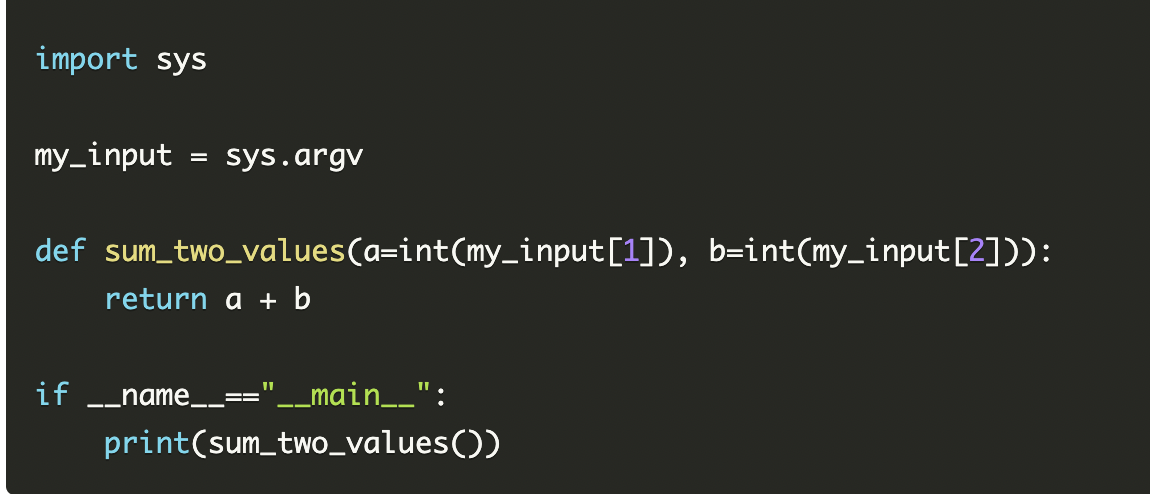 import sys
my_input = sys.argv
def sum_two_values(a=int(my_input[1]), b=int(my_input[2])):
    return a + b
if __name__=="__main__":
    print(sum_two_values())